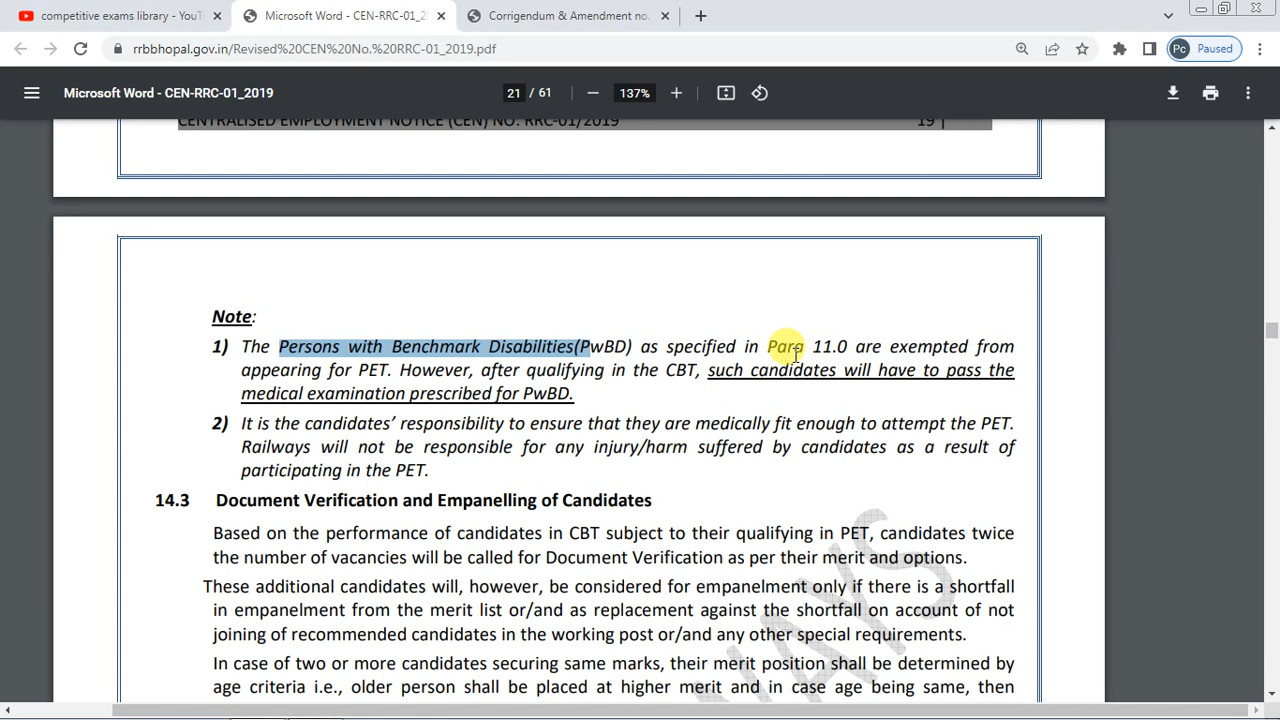 competitive exams library - YouT
Microsoft Word - CEN-RRC-01_2
Corrigendum & Amendment no.
rrbbhopal.gov.in/Revised%20CEN%20No.%20RRC-01_2019.pdf
Pc Paused
Microsoft Word - CEN-RRC-01_2019
21 / 61
137%
CENTRALISED EMPLOYMENT NOTICE (CEN) NO. RRC-01/2019 19 |
Note:
1) The Persons with Benchmark Disabilities(PwBD) as specified in Para 11.0 are exempted from
appearing for PET. However, after qualifying in the CBT, such candidates will have to pass the
medical examination prescribed for PwBD.
2) It is the candidates’ responsibility to ensure that they are medically fit enough to attempt the PET.
Railways will not be responsible for any injury/harm suffered by candidates as a result of
participating in the PET.
14.3 Document Verification and Empanelling of Candidates
Based on the performance of candidates in CBT subject to their qualifying in PET, candidates twice
the number of vacancies will be called for Document Verification as per their merit and options.
These additional candidates will, however, be considered for empanelment only if there is a shortfall
in empanelment from the merit list or/and as replacement against the shortfall on account of not
joining of recommended candidates in the working post or/and any other special requirements.
In case of two or more candidates securing same marks, their merit position shall be determined by
age criteria i.e., older person shall be placed at higher merit and in case age being same, then